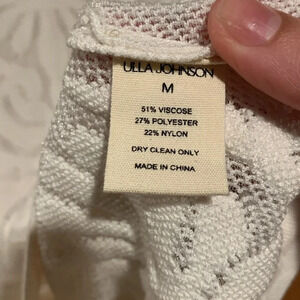 ULLA JOHNSON
M
51% VISCOSE
27% POLYESTER
22% NYLON
DRY CLEAN ONLY
MADE IN CHINA